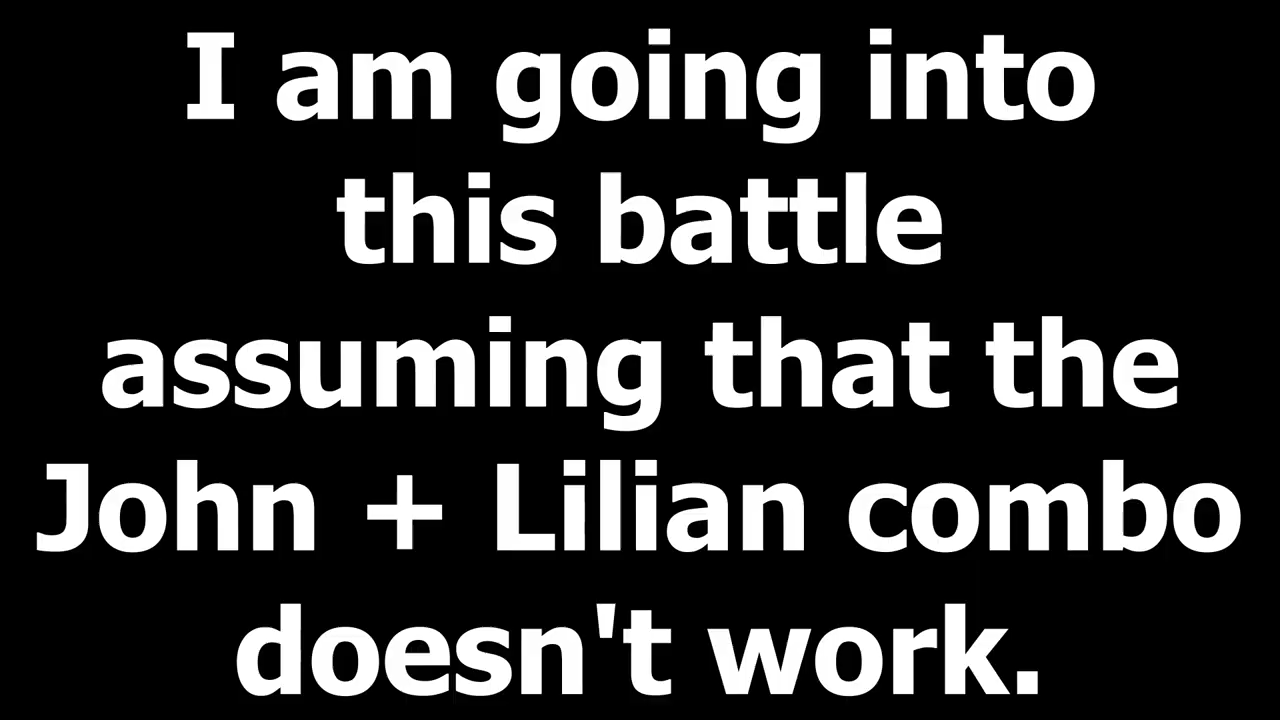 I am going into
this battle
assuming that the
John + Lilian combo
doesn't work.